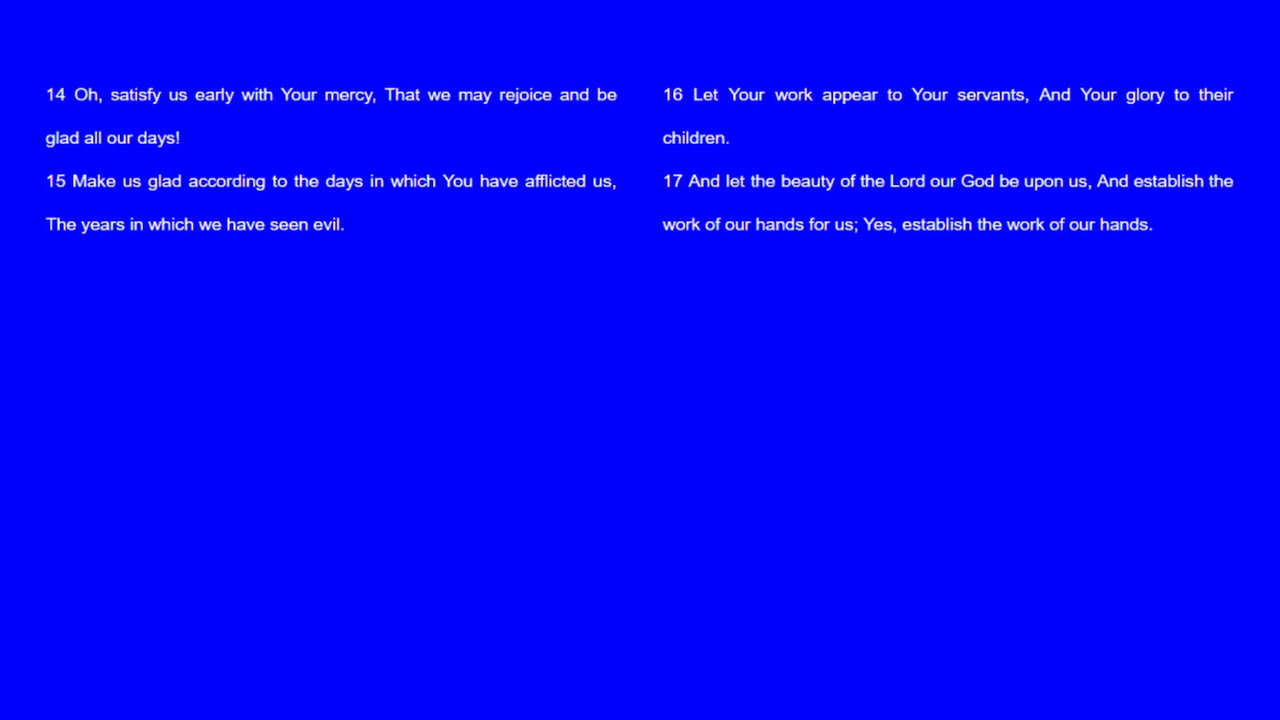 14 Oh, satisfy us early with Your mercy, That we may rejoice and be
glad all our days!
15 Make us glad according to the days in which You have afflicted us,
The years in which we have seen evil.
16 Let Your work appear to Your servants, And Your glory to their
children.
17 And let the beauty of the Lord our God be upon us, And establish the
work of our hands for us; Yes, establish the work of our hands.